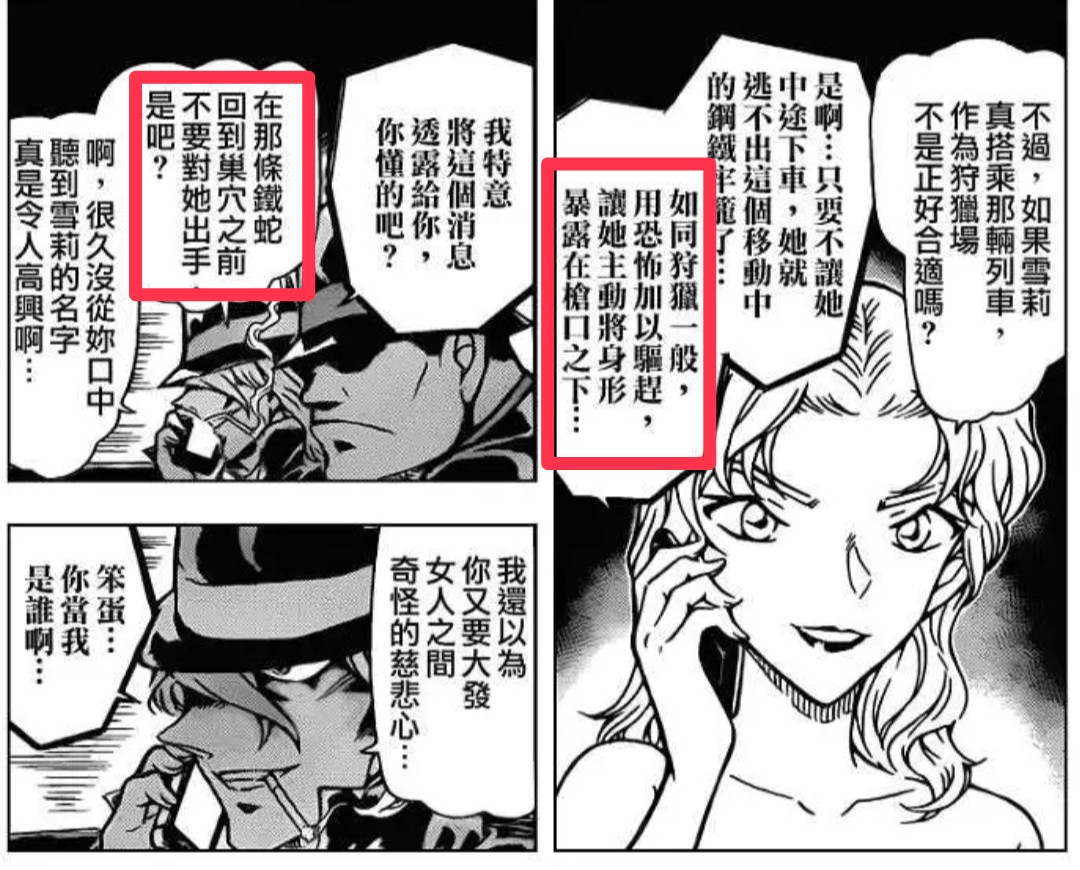 不過，如果雪莉
真搭乘那輛列車，
作為狩獵場
不是正好合適嗎？
是啊…只要不讓她
中途下車，她就
逃不出這個移動中
的鋼鐵牢籠了…
如同狩獵一般，
用恐怖加以驅趕，
讓她主動將身形
暴露在槍口之下…
我特意
將這個消息
透露給你，
你懂的吧？
在那條鐵蛇
回到巢穴之前
不要對她出手
是吧？
啊，很久沒從妳口中
聽到雪莉的名字
真是令人高興啊…
我還以為
你又要大發
女人之間
奇怪的慈悲心…
笨蛋…
你當我
是誰啊…